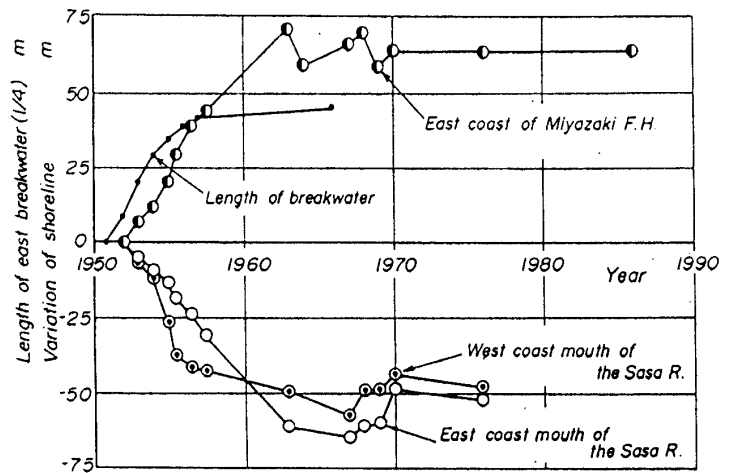 Length of east breakwater (1/4) m
Variation of shoreline m
75
50
25
0
-25
-50
-75
1950
1960
1970
1980
1990
Year
East coast of Miyazaki F.H.
Length of breakwater
West coast mouth of
the Sasa R.
East coast mouth of
the Sasa R.